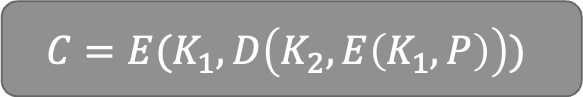 C = E(K₁, D(K₂, E(K₁, P)))